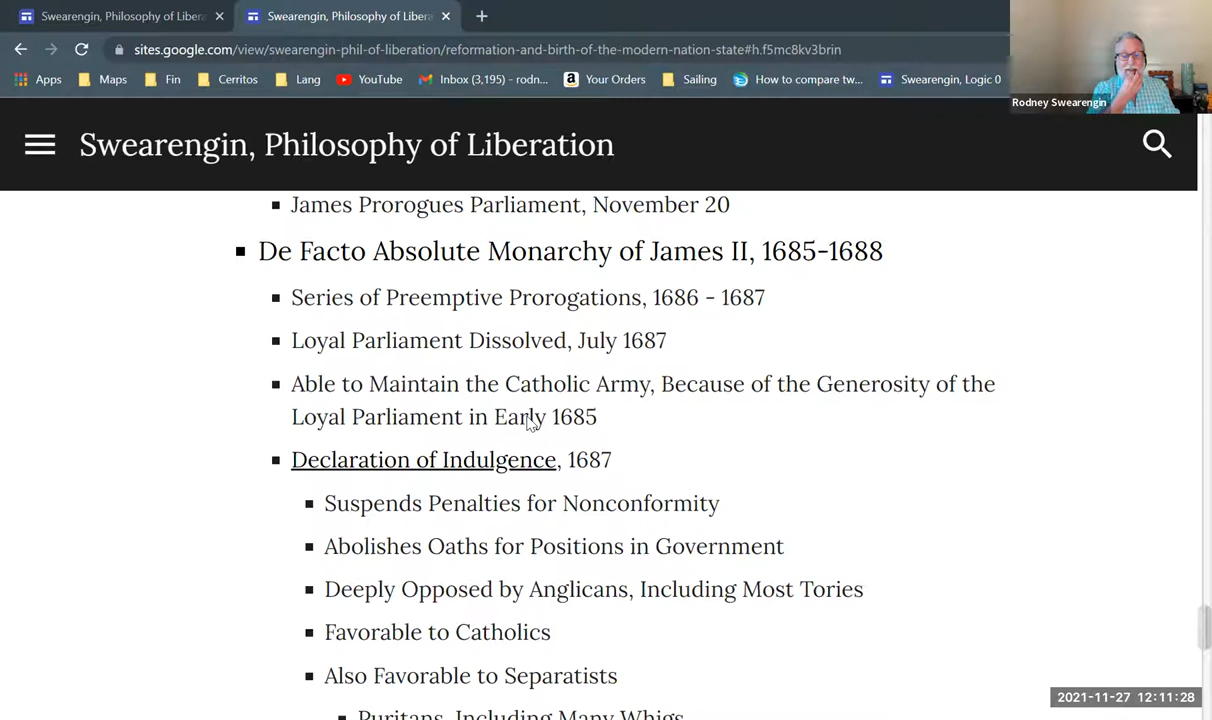 Swearengin, Philosophy of Libera
Swearengin, Philosophy of Libera
sites.google.com/view/swearengin-phil-of-liberation/reformation-and-birth-of-the-modern-nation-state#h.f5mc8kv3brin
Apps Maps Fin Cerritos Lang YouTube Inbox (3,195) - rodn... Your Orders Sailing How to compare tw... Swearengin, Logic 0
Rodney Swearengin
Swearengin, Philosophy of Liberation
James Prorogues Parliament, November 20
De Facto Absolute Monarchy of James II, 1685-1688
Series of Preemptive Prorogations, 1686 - 1687
Loyal Parliament Dissolved, July 1687
Able to Maintain the Catholic Army, Because of the Generosity of the
Loyal Parliament in Early 1685
Declaration of Indulgence, 1687
Suspends Penalties for Nonconformity
Abolishes Oaths for Positions in Government
Deeply Opposed by Anglicans, Including Most Tories
Favorable to Catholics
Also Favorable to Separatists
Puritans, Including Many Whigs
2021-11-27 12:11:28